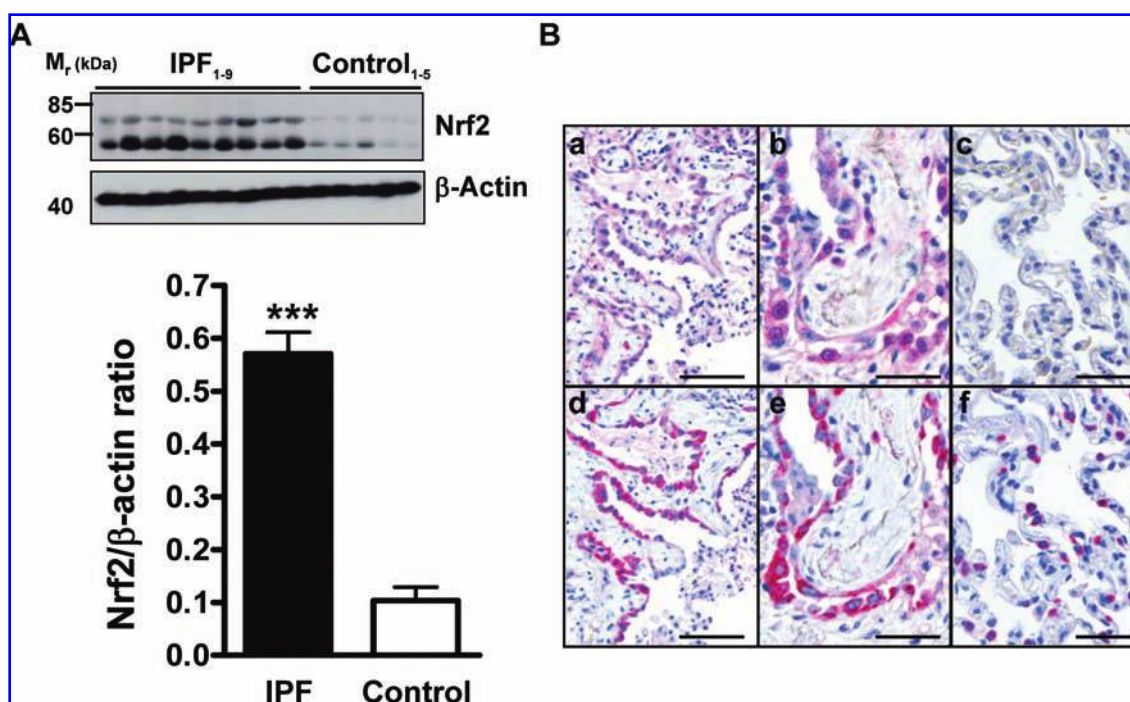 A
Mr (kDa) IPF1-9 Control1-5
85
60
Nrf2
40
β-Actin
0.7
0.6
0.5
0.4
0.3
0.2
0.1
0.0
***
Nrf2/β-actin ratio
IPF Control
B
a b c
d e f